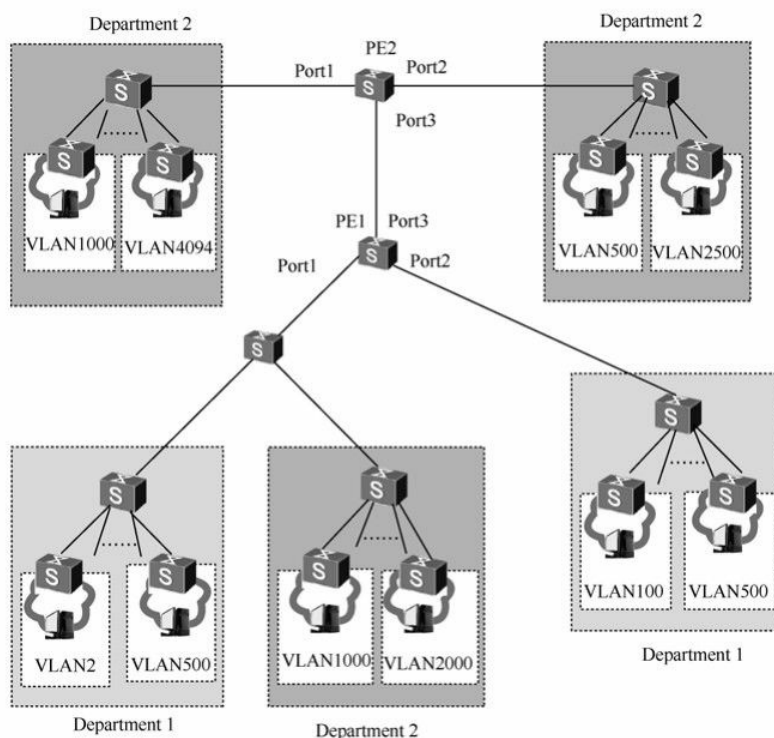 Department 2
Department 2
PE2
Port1
Port2
Port3
S
S
S
......
......
S
S
S
S
VLAN1000
VLAN4094
VLAN500
VLAN2500
PE1
Port3
Port1
Port2
S
S
S
......
S
S
VLAN100
VLAN500
Department 1
S
S
......
......
S
S
S
S
VLAN2
VLAN500
VLAN1000
VLAN2000
Department 1
Department 2